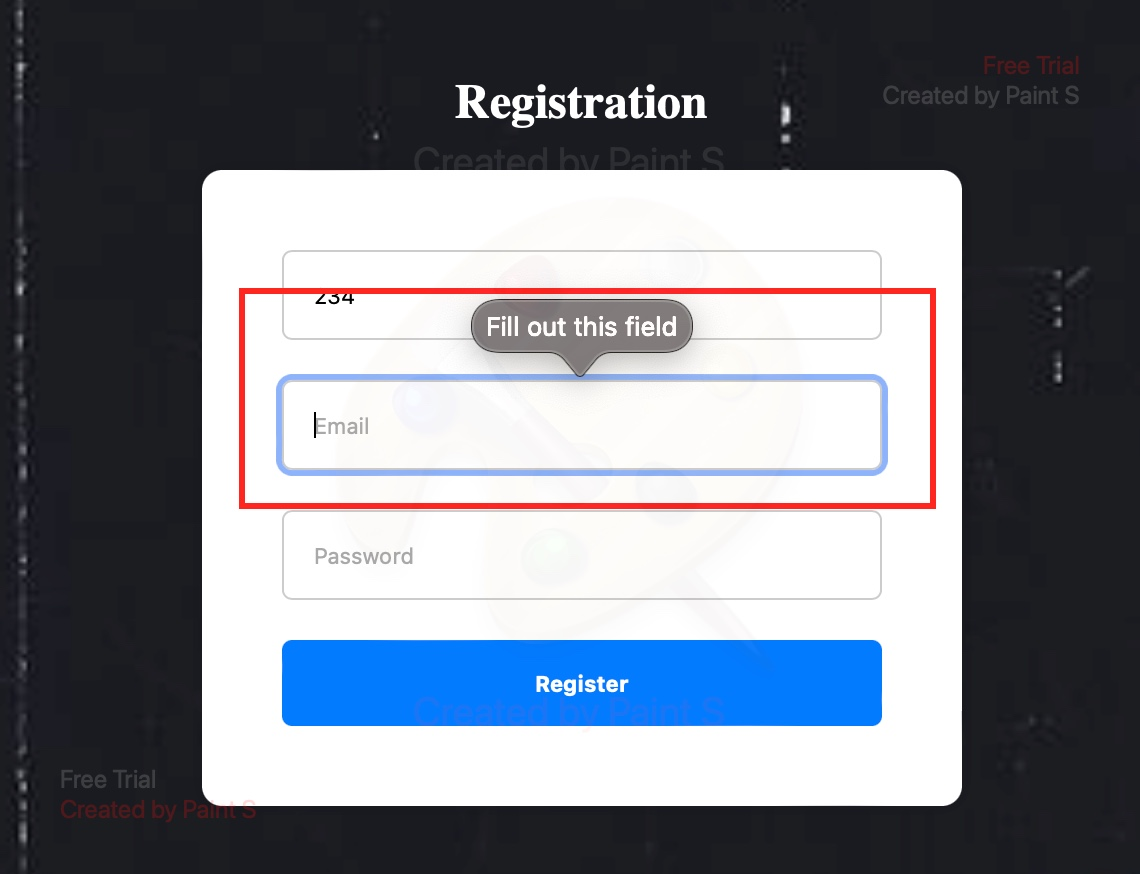 Free Trial
Registration
Created by Paint S
Created by Paint S
234
Fill out this field
Email
Password
Register
Created by Paint S
Free Trial
Created by Paint S